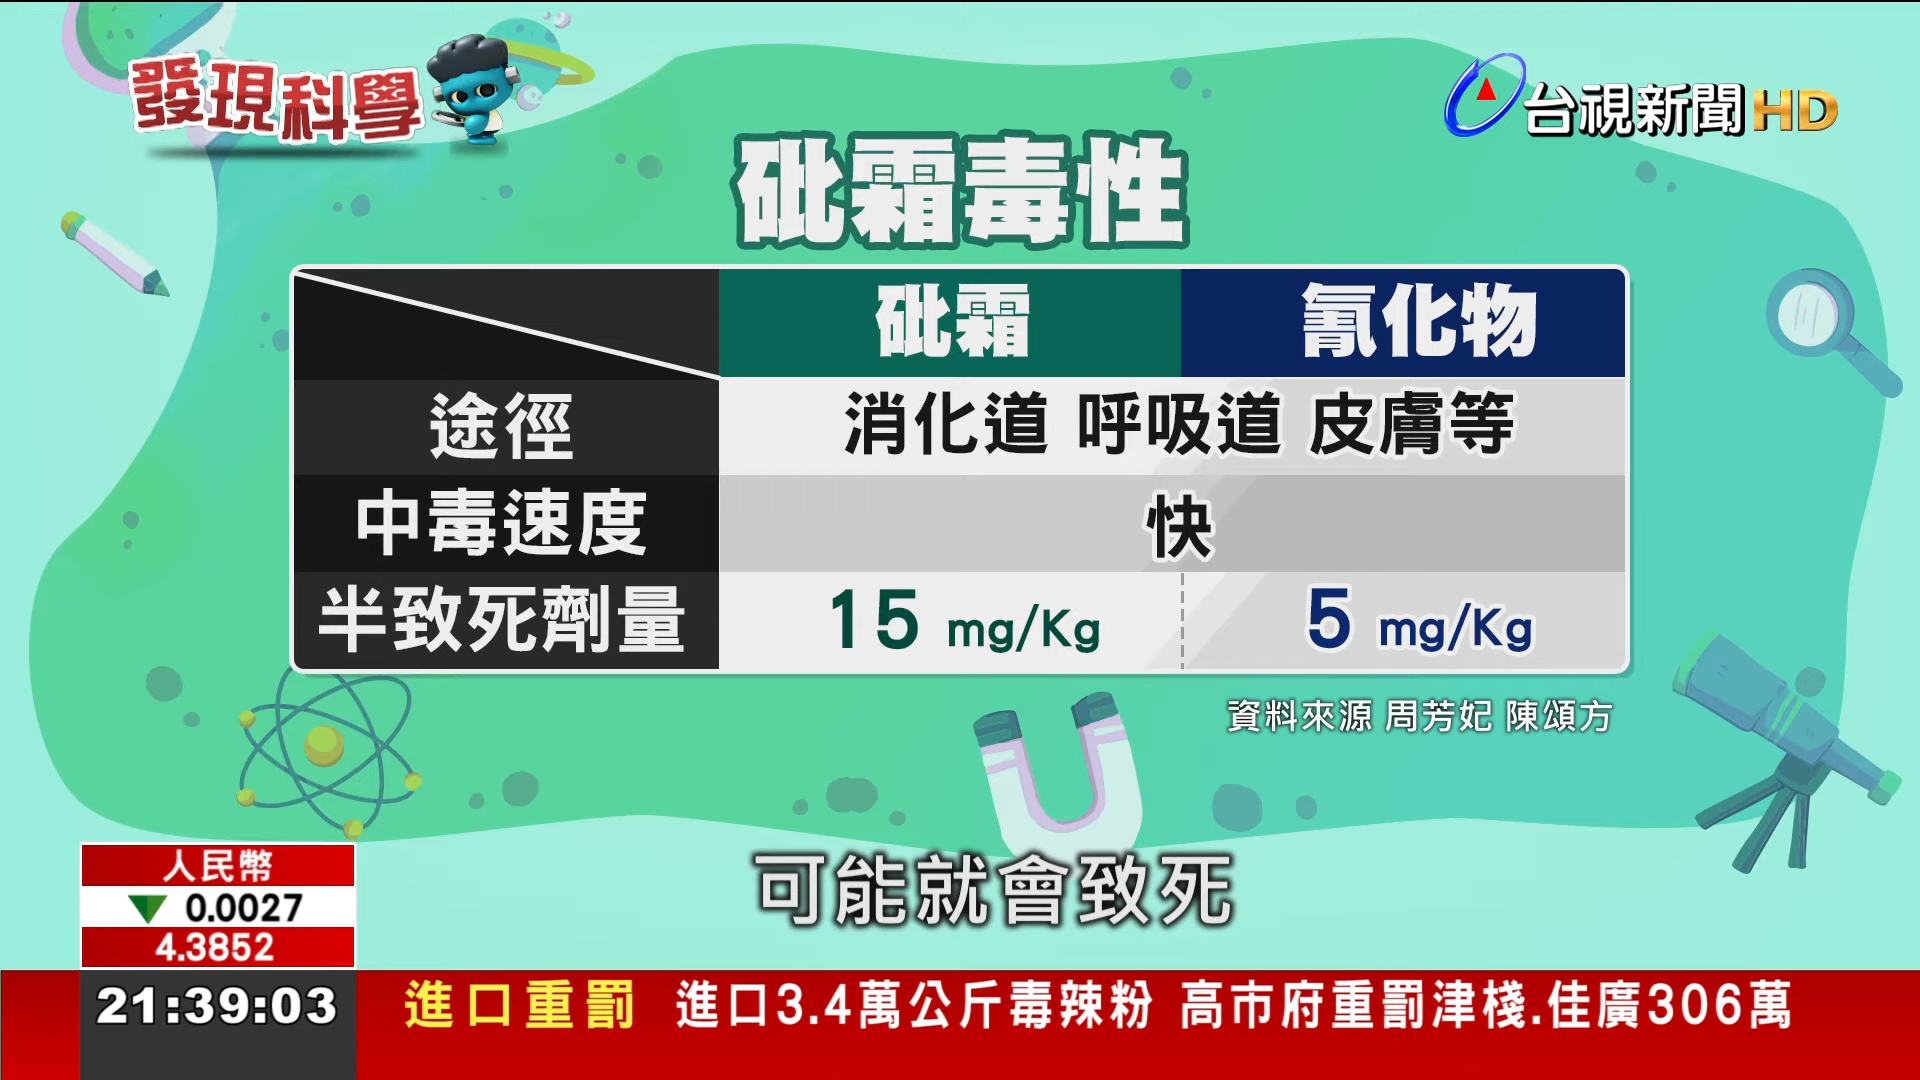 發現科學
台視新聞HD
砒霜毒性
砒霜 氰化物
途徑 消化道 呼吸道 皮膚等
中毒速度 快
半致死劑量 15 mg/Kg 5 mg/Kg
資料來源 周芳妃 陳頌方
可能就會致死
人民幣
▼ 0.0027
4.3852
21:39:03 進口重罰 進口3.4萬公斤毒辣粉 高市府重罰津棧.佳廣306萬